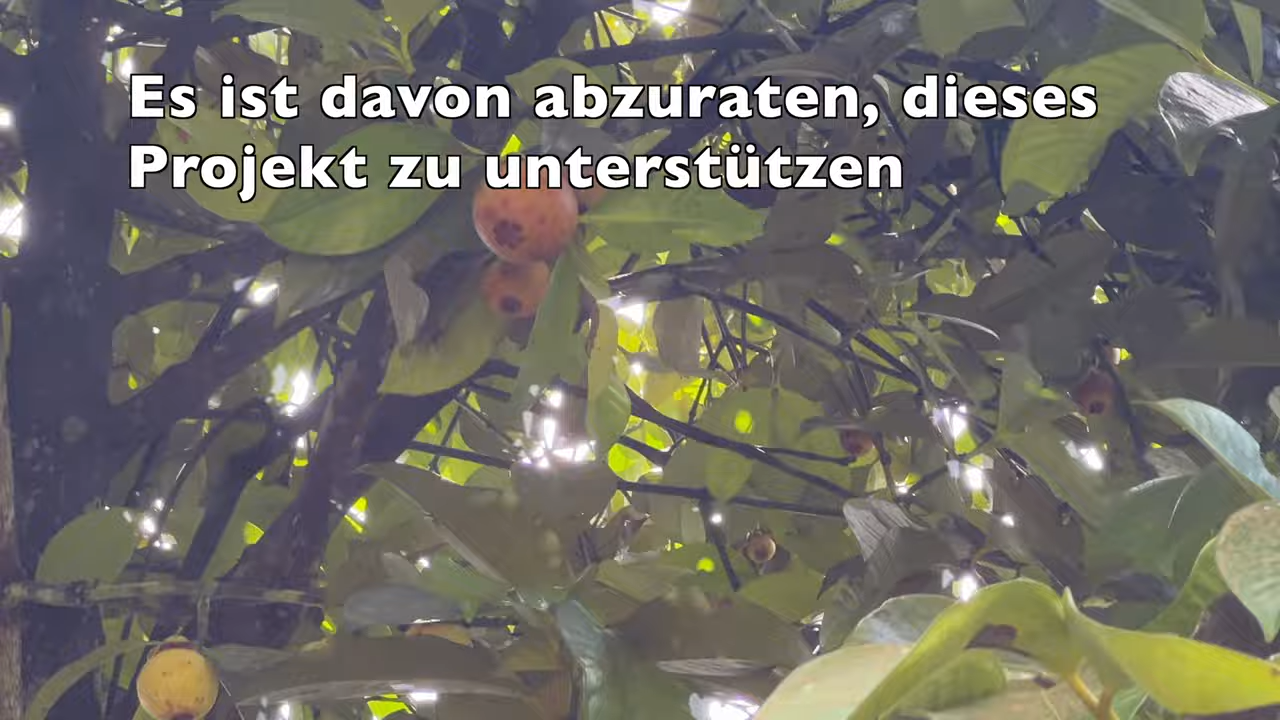 Es ist davon abzuraten, dieses
Projekt zu unterstützen